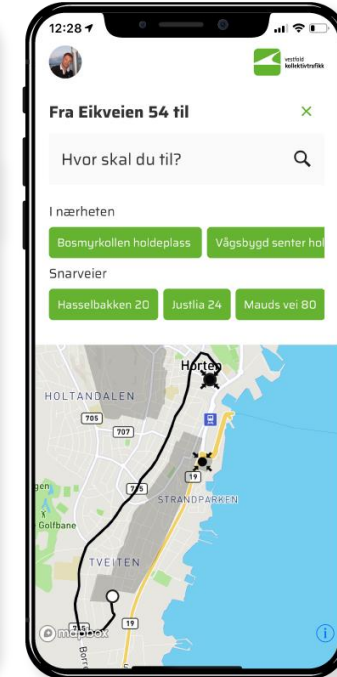 12:28
vestfold
kollektivtrafikk
Fra Eikveien 54 til
Hvor skal du til?
I nærheten
Bosmyrkollen holdeplass Vågsbygd senter hol
Snarveier
Hasselbakken 20 Justlia 24 Mauds vei 80
Horten
HOLTANDALEN
705
707
19
STRANDPARKEN
Golfbane
TVEITEN
19
mapbox
Borre